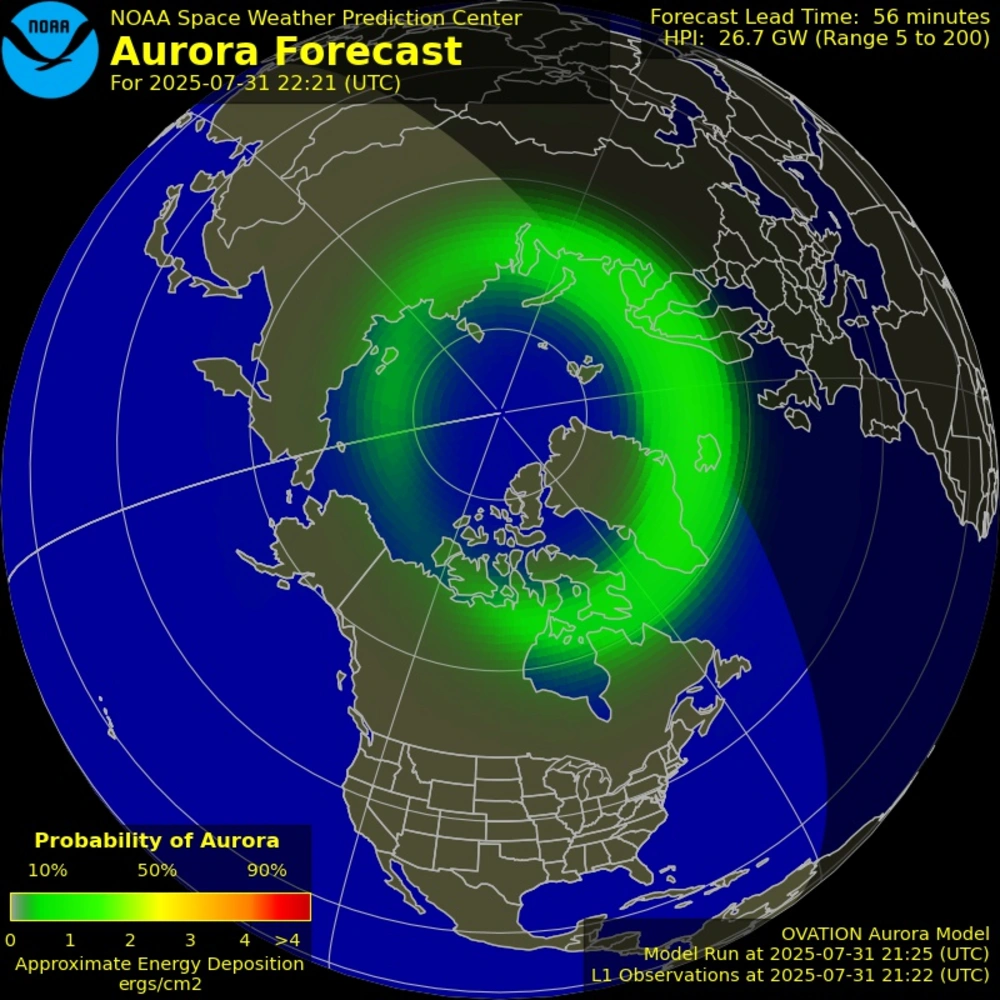 NOAA
NOAA Space Weather Prediction Center
Aurora Forecast
For 2025-07-31 22:21 (UTC)
Forecast Lead Time: 56 minutes
HPI: 26.7 GW (Range 5 to 200)
Probability of Aurora
10% 50% 90%
0 1 2 3 4 >4
Approximate Energy Deposition
ergs/cm2
OVATION Aurora Model
Model Run at 2025-07-31 21:25 (UTC)
L1 Observations at 2025-07-31 21:22 (UTC)